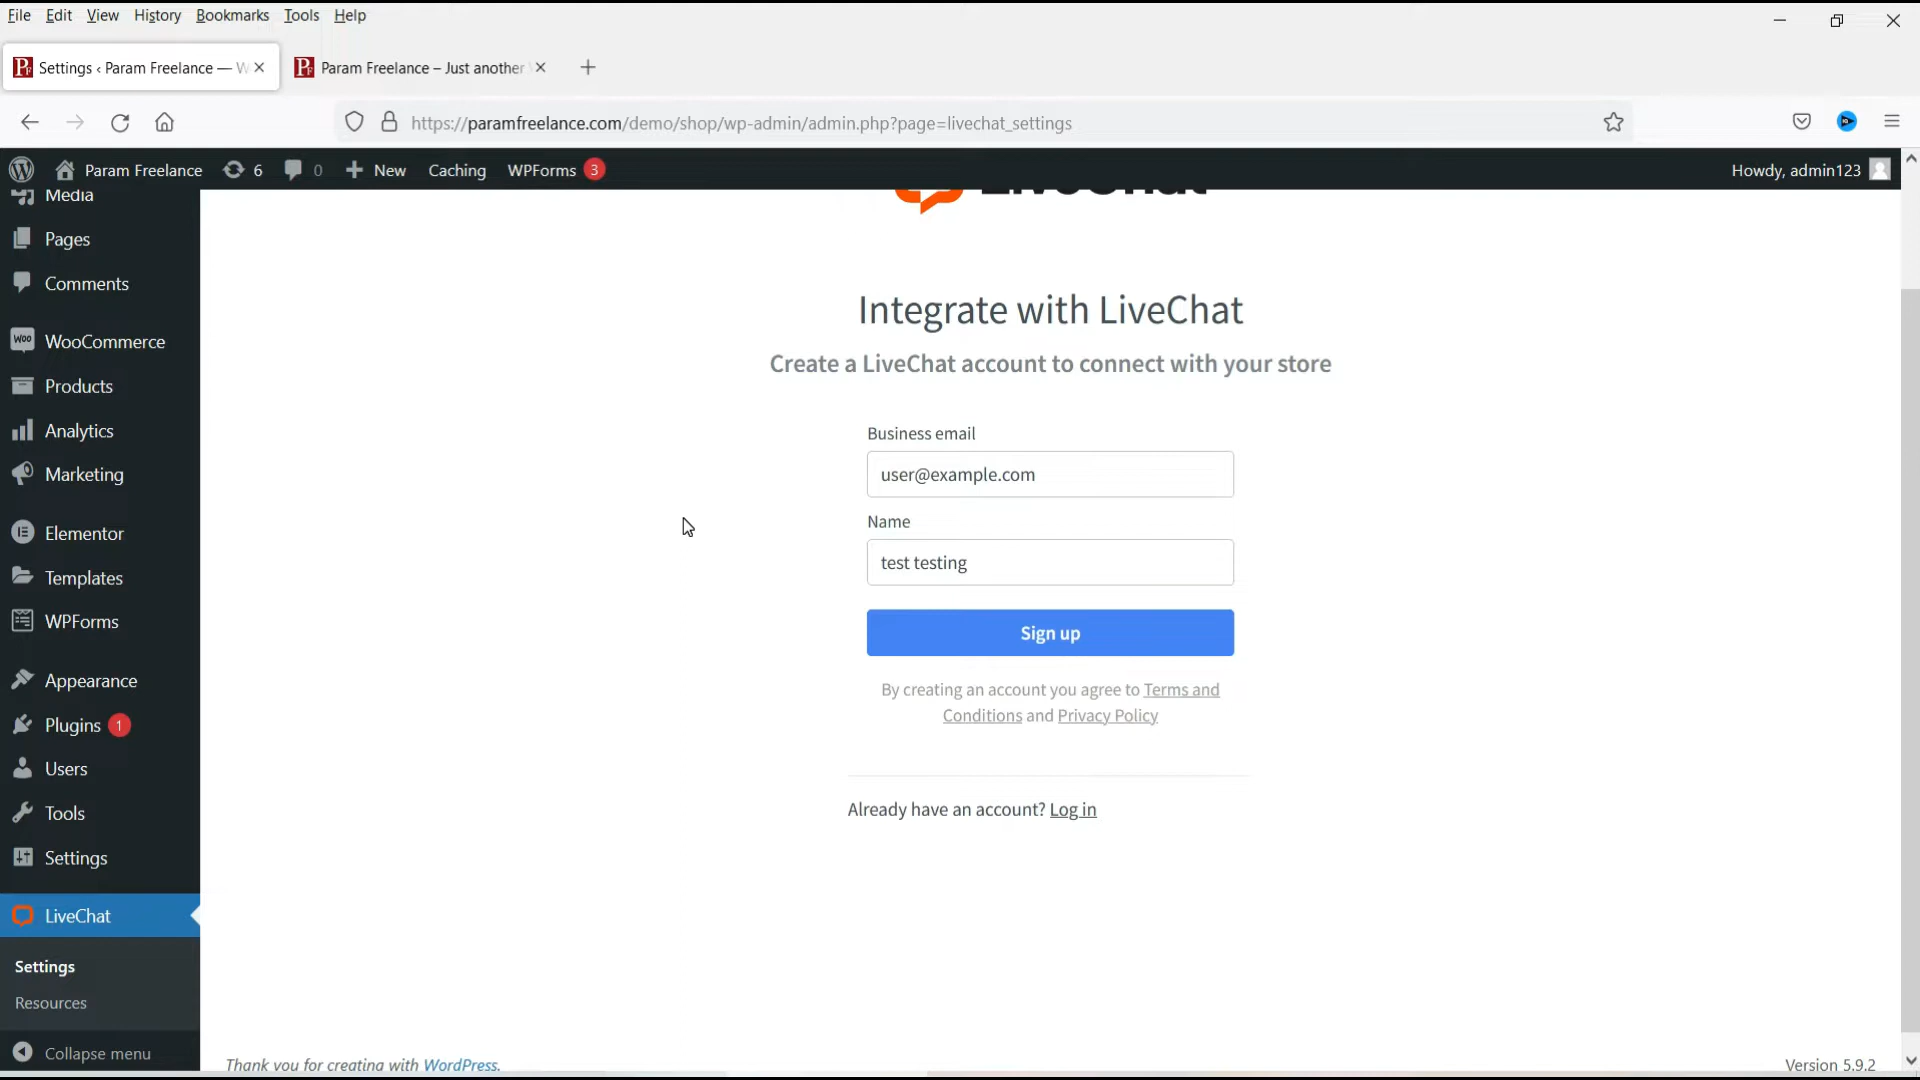 File Edit View History Bookmarks Tools Help
Settings ‹ Param Freelance — W
Param Freelance – Just another
https://paramfreelance.com/demo/shop/wp-admin/admin.php?page=livechat_settings
Param Freelance 6 0 New Caching WPForms 3 Howdy, admin123
Media
Pages
Comments
WooCommerce
Products
Analytics
Marketing
Elementor
Templates
WPForms
Appearance
Plugins 1
Users
Tools
Settings
LiveChat
Settings
Resources
Collapse menu
LiveChat
Integrate with LiveChat
Create a LiveChat account to connect with your store
Business email
user@example.com
Name
test testing
Sign up
By creating an account you agree to Terms and
Conditions and Privacy Policy
Already have an account? Log in
Thank you for creating with WordPress.
Version 5.9.2